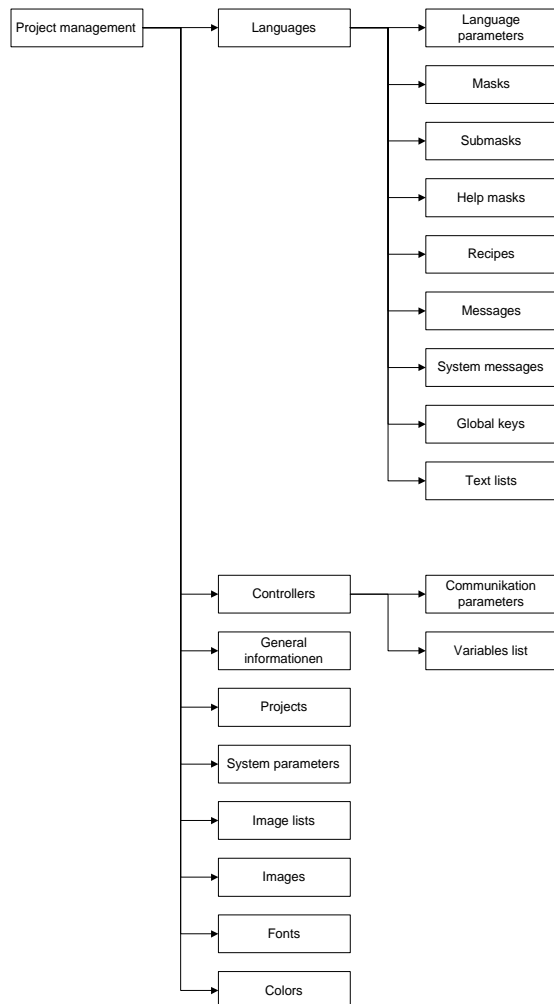 Project management
Languages
Language
parameters
Masks
Submasks
Help masks
Recipes
Messages
System messages
Global keys
Text lists
Controllers
Communikation
parameters
General
informationen
Variables list
Projects
System parameters
Image lists
Images
Fonts
Colors